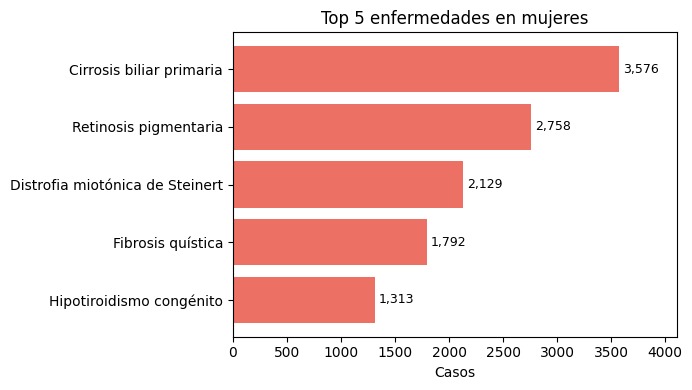 Top 5 enfermedades en mujeres
Cirrosis biliar primaria 3,576
Retinosis pigmentaria 2,758
Distrofia miotónica de Steinert 2,129
Fibrosis quística 1,792
Hipotiroidismo congénito 1,313
0 500 1000 1500 2000 2500 3000 3500 4000
Casos